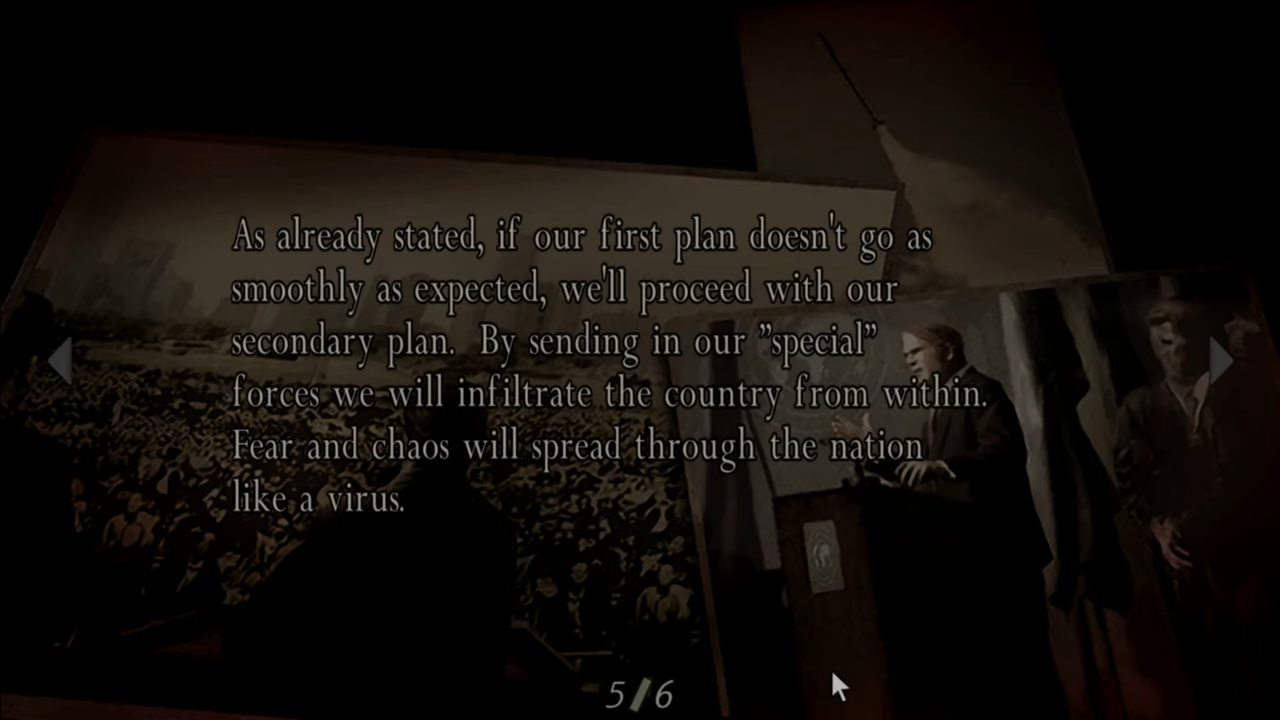 As already stated, if our first plan doesn't go as
smoothly as expected, we'll proceed with our
secondary plan.  By sending in our ”special”
forces we will infiltrate the country from within.
Fear and chaos will spread through the nation
like a virus.
5/6